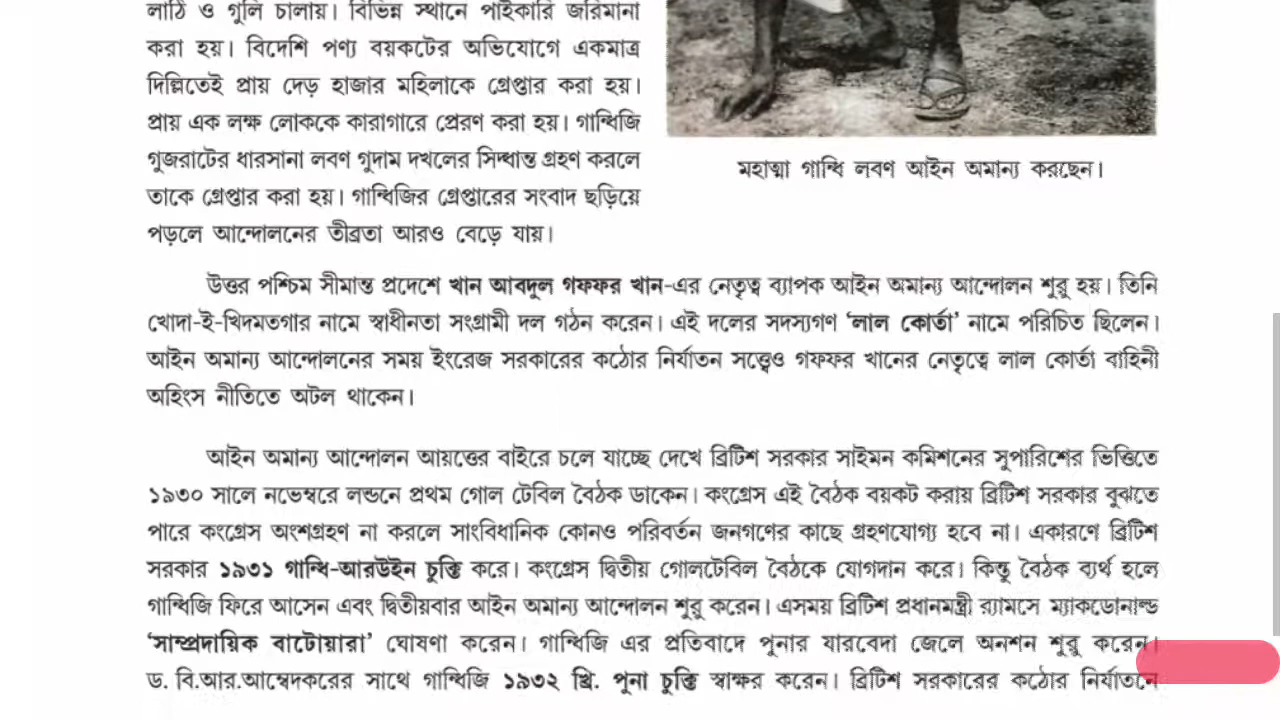 লাঠি ও গুলি চালায়। বিভিন্ন স্থানে পাইকারি জরিমানা
করা হয়। বিদেশি পণ্য বয়কটের অভিযোগে একমাত্র
দিল্লিতেই প্রায় দেড় হাজার মহিলাকে গ্রেপ্তার করা হয়।
প্রায় এক লক্ষ লোককে কারাগারে প্রেরণ করা হয়। গান্ধিজি
গুজরাটের ধারসানা লবণ গুদাম দখলের সিদ্ধান্ত গ্রহণ করলে
তাকে গ্রেপ্তার করা হয়। গান্ধিজির গ্রেপ্তারের সংবাদ ছড়িয়ে
পড়লে আন্দোলনের তীব্রতা আরও বেড়ে যায়।
মহাত্মা গান্ধি লবণ আইন অমান্য করছেন।
উত্তর পশ্চিম সীমান্ত প্রদেশে খান আবদুল গফফর খান-এর নেতৃত্ব ব্যাপক আইন অমান্য আন্দোলন শুরু হয়। তিনি
খোদা-ই-খিদমতগার নামে স্বাধীনতা সংগ্রামী দল গঠন করেন। এই দলের সদস্যগণ ‘লাল কোর্তা’ নামে পরিচিত ছিলেন।
আইন অমান্য আন্দোলনের সময় ইংরেজ সরকারের কঠোর নির্যাতন সত্ত্বেও গফফর খানের নেতৃত্বে লাল কোর্তা বাহিনী
অহিংস নীতিতে অটল থাকেন।
আইন অমান্য আন্দোলন আয়ত্তের বাইরে চলে যাচ্ছে দেখে ব্রিটিশ সরকার সাইমন কমিশনের সুপারিশের ভিত্তিতে
১৯৩০ সালে নভেম্বরে লন্ডনে প্রথম গোল টেবিল বৈঠক ডাকেন। কংগ্রেস এই বৈঠক বয়কট করায় ব্রিটিশ সরকার বুঝতে
পারে কংগ্রেস অংশগ্রহণ না করলে সাংবিধানিক কোনও পরিবর্তন জনগণের কাছে গ্রহণযোগ্য হবে না। একারণে ব্রিটিশ
সরকার ১৯৩১ গান্ধি-আরউইন চুক্তি করে। কংগ্রেস দ্বিতীয় গোলটেবিল বৈঠকে যোগদান করে। কিন্তু বৈঠক ব্যর্থ হলে
গান্ধিজি ফিরে আসেন এবং দ্বিতীয়বার আইন অমান্য আন্দোলন শুরু করেন। এসময় ব্রিটিশ প্রধানমন্ত্রী র‍্যামসে ম্যাকডোনাল্ড
‘সাম্প্রদায়িক বাটোয়ারা’ ঘোষণা করেন। গান্ধিজি এর প্রতিবাদে পুনার যারবেদা জেলে অনশন শুরু করেন।
ড. বি.আর.আম্বেদকরের সাথে গান্ধিজি ১৯৩২ খ্রি. পুনা চুক্তি স্বাক্ষর করেন। ব্রিটিশ সরকারের কঠোর নির্যাতনে